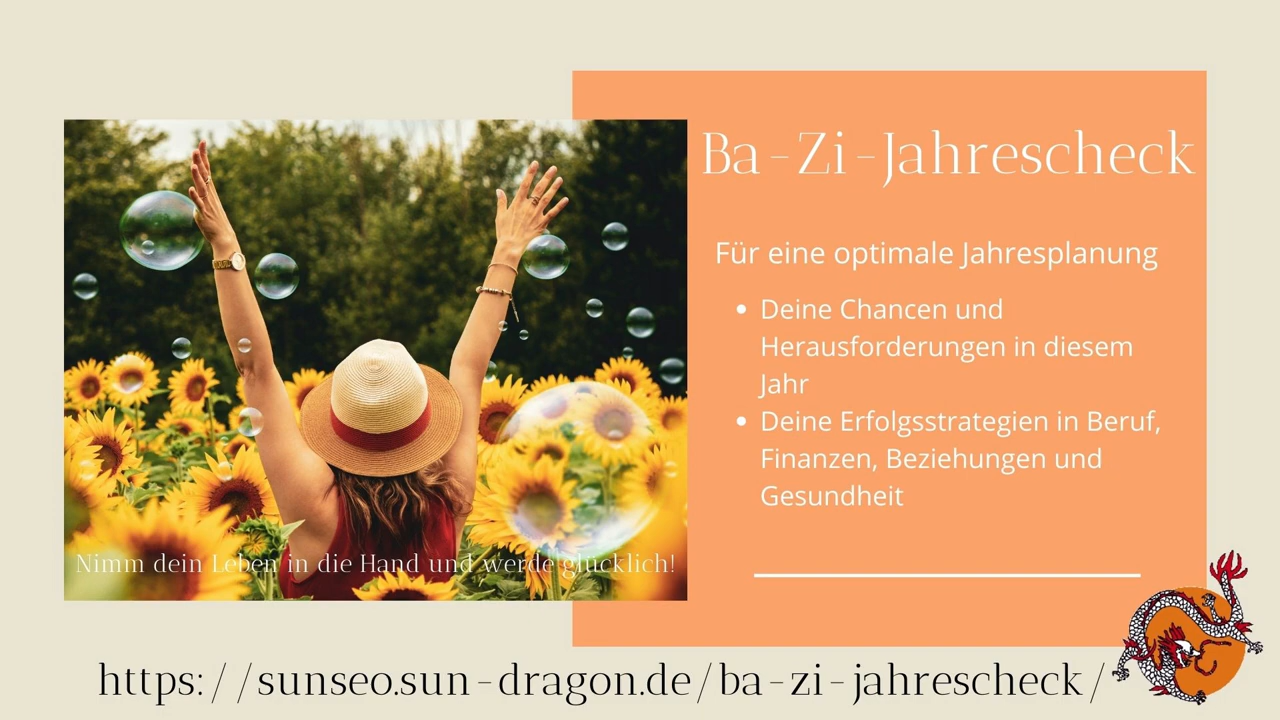 Ba-Zi-Jahrescheck
Für eine optimale Jahresplanung
• Deine Chancen und
Herausforderungen in diesem
Jahr
• Deine Erfolgsstrategien in Beruf,
Finanzen, Beziehungen und
Gesundheit
Nimm dein Leben in die Hand und werde glücklich!
https://sunseo.sun-dragon.de/ba-zi-jahrescheck/